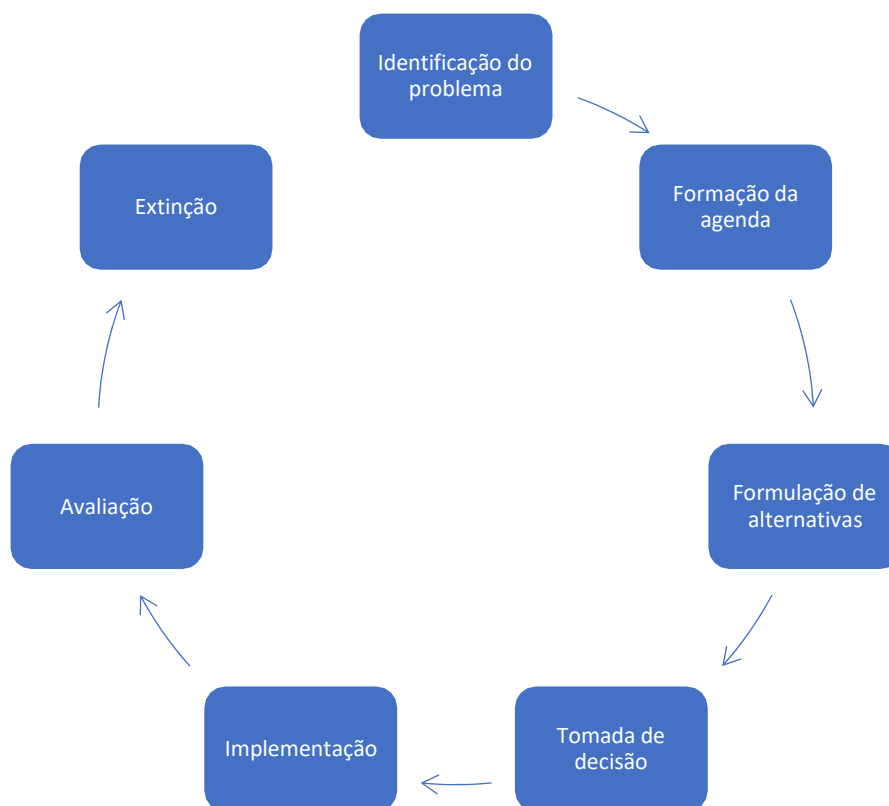 Identificação do
problema
Formação da
agenda
Formulação de
alternativas
Tomada de
decisão
Implementação
Avaliação
Extinção